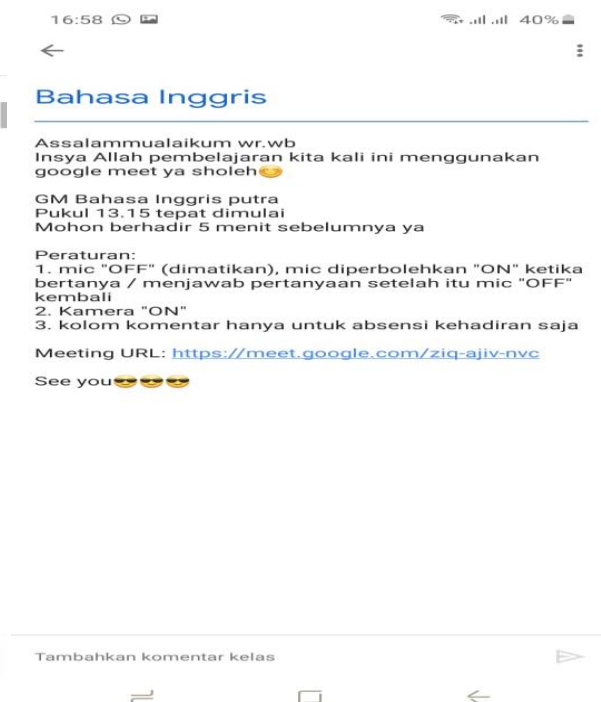 16:58 40%
Bahasa Inggris
Assalammualaikum wr.wb
Insya Allah pembelajaran kita kali ini menggunakan
google meet ya sholeh😊
GM Bahasa Inggris putra
Pukul 13.15 tepat dimulai
Mohon berhadir 5 menit sebelumnya ya
Peraturan:
1. mic "OFF" (dimatikan), mic diperbolehkan "ON" ketika
bertanya / menjawab pertanyaan setelah itu mic "OFF"
kembali
2. Kamera "ON"
3. kolom komentar hanya untuk absensi kehadiran saja
Meeting URL: https://meet.google.com/ziq-ajiv-nvc
See you😎😎😎
Tambahkan komentar kelas